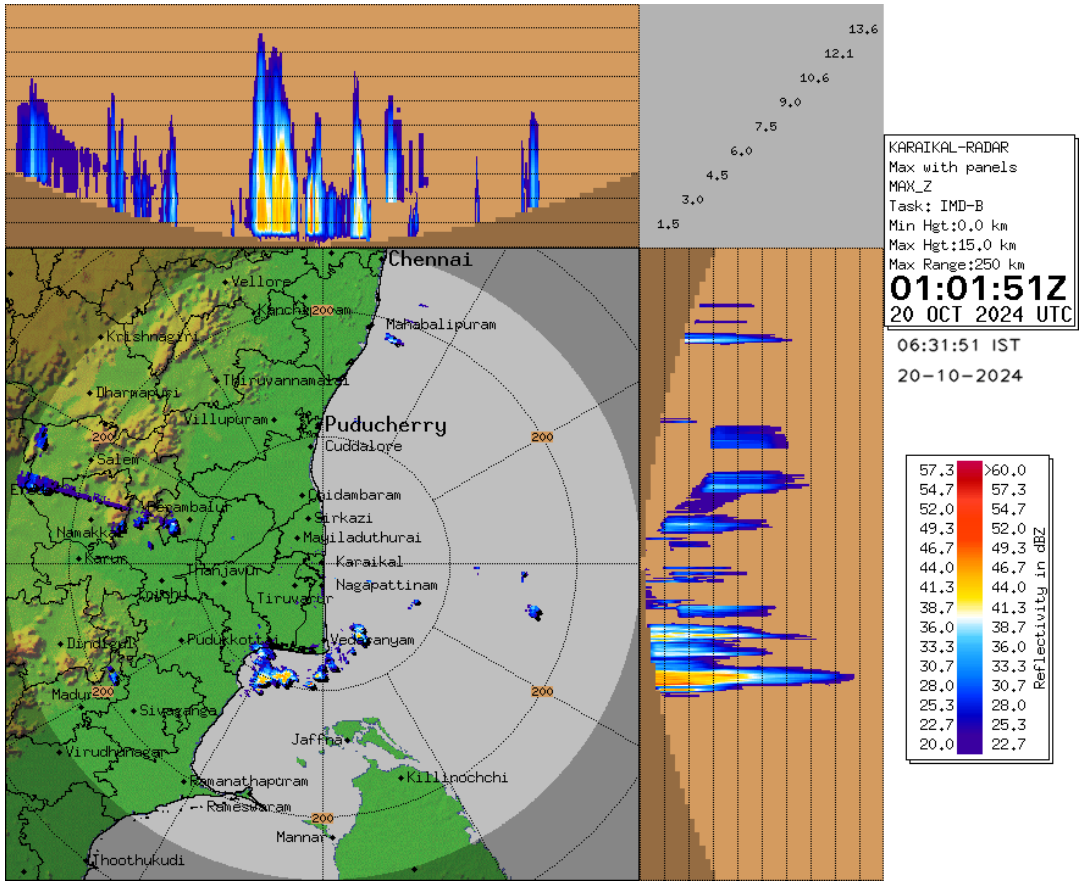 13.6
12.1
10.6
9.0
7.5
6.0
4.5
3.0
1.5
KARAIKAL-RADAR
Max with panels
MAX_Z
Task: IMD-B
Min Hgt:0.0 km
Max Hgt:15.0 km
Max Range:250 km
01:01:51Z
20 OCT 2024 UTC
06:31:51 IST
20-10-2024
Chennai
Vellore
200
Mahabalipuram
Krishnagiri
Thiruvannamalai
Dharmapuri
Villupuram
Puducherry
200
200
Cuddalore
Salem
Chidambaram
Perambalur
Sirkazi
Namakkal
Mayiladuthurai
Karur
Karaikal
Thanjavur
Nagapattinam
Tiruvarur
Dindigul
Pudukkottai
Vedaranyam
200
200
Sivaganga
Jaffna
Virudhunagar
Ramanathapuram
Killinochchi
Rameswaram
200
Mannar
Thoothukudi
57.3 >60.0
54.7 57.3
52.0 54.7
49.3 52.0
46.7 49.3
44.0 46.7
41.3 44.0
38.7 41.3
36.0 38.7
33.3 36.0
30.7 33.3
28.0 30.7
25.3 28.0
22.7 25.3
20.0 22.7
Reflectivity in dBZ